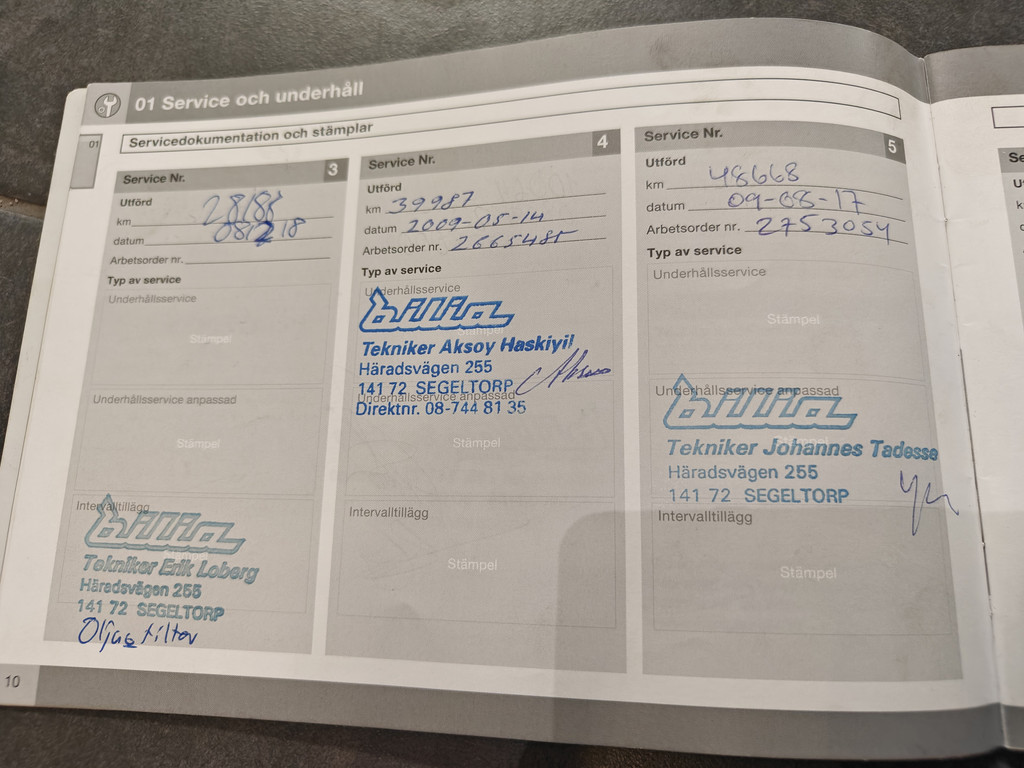 01 Service och underhåll
01
Servicedokumentation och stämplar
Service Nr. 3
Utförd
km 28188
datum 081218
Arbetsorder nr.
Typ av service
Underhållsservice
Stämpel
Underhållsservice anpassad
Stämpel
Intervalltillägg
bilia
Tekniker Erik Loberg
Häradsvägen 255
141 72 SEGELTORP
Olja o filter
Service Nr. 4
Utförd
km 39987
datum 2009-05-14
Arbetsorder nr. 2665485
Typ av service
Underhållsservice
Stämpel
bilia
Tekniker Aksoy Haskiyil
Häradsvägen 255
141 72 SEGELTORP
Underhållsservice anpassad
Direktnr. 08-744 81 35
Stämpel
Intervalltillägg
Stämpel
Service Nr. 5
Utförd
km 48668
datum 09-08-17
Arbetsorder nr. 2753054
Typ av service
Underhållsservice
Stämpel
Underhållsservice anpassad
bilia
Stämpel
Tekniker Johannes Tadesse
Häradsvägen 255
141 72 SEGELTORP
Intervalltillägg
Stämpel
10